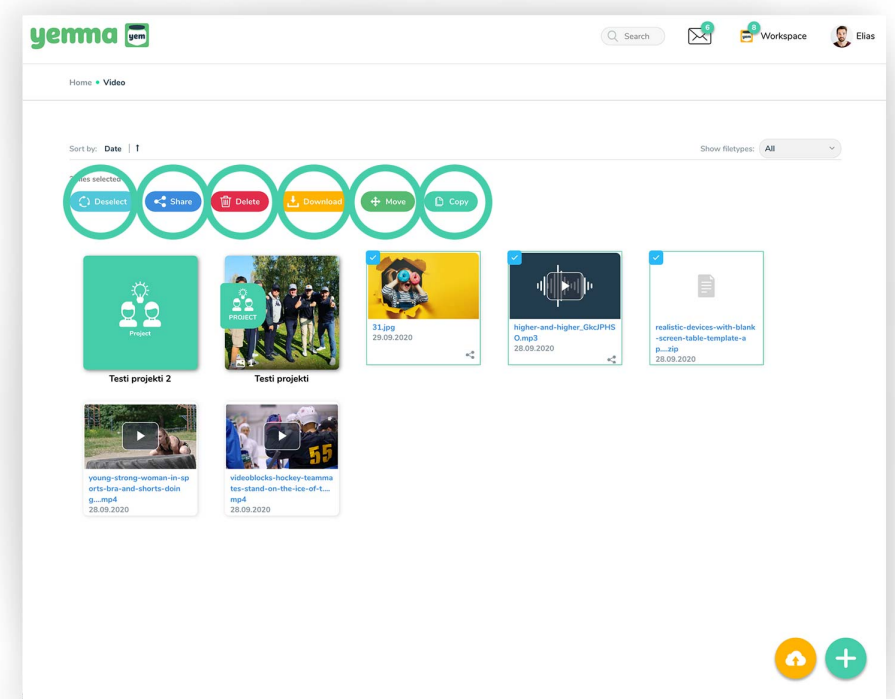 yemma yem
Search
6
8
Workspace
Elias
Home • Video
Sort by: Date
Show filetypes: All
files selected
Deselect
Share
Delete
Download
Move
Copy
Project
PROJECT
31.jpg
29.09.2020
higher-and-higher_GkcJPHS
O.mp3
28.09.2020
realistic-devices-with-blank
-screen-table-template-a
p....zip
28.09.2020
Testi projekti 2
Testi projekti
55
young-strong-woman-in-sp
orts-bra-and-shorts-doin
g....mp4
28.09.2020
videoblocks-hockey-teamma
tes-stand-on-the-ice-of-t....
mp4
28.09.2020